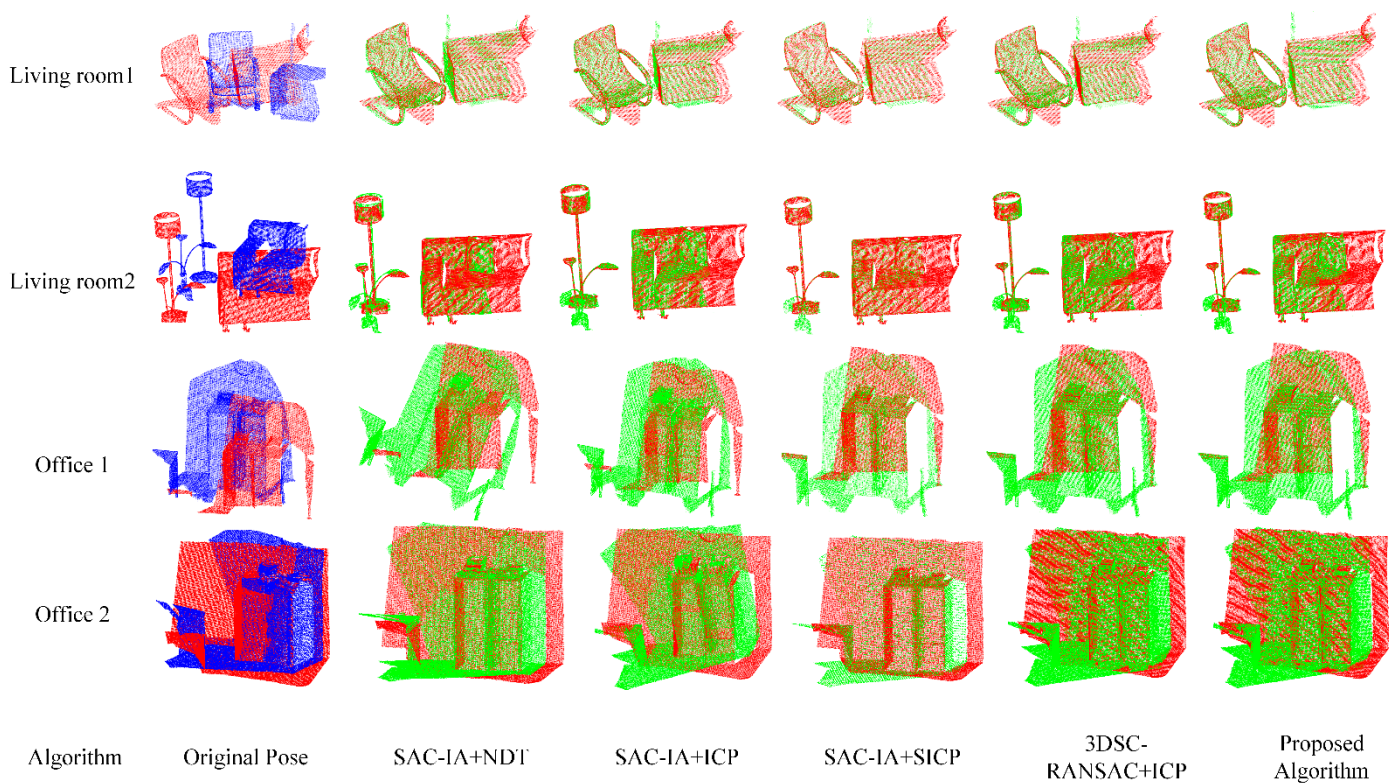 Living room1
Living room2
Office 1
Office 2
Algorithm
Original Pose
SAC-IA+NDT
SAC-IA+ICP
SAC-IA+SICP
3DSC-
RANSAC+ICP
Proposed
Algorithm